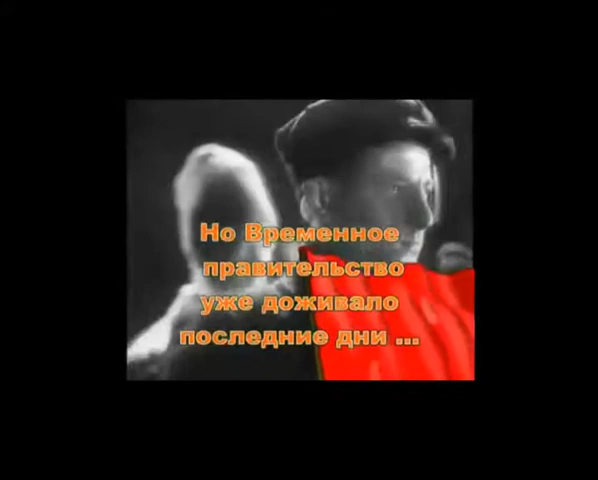 Но Временное
правительство
уже доживало
последние дни ...